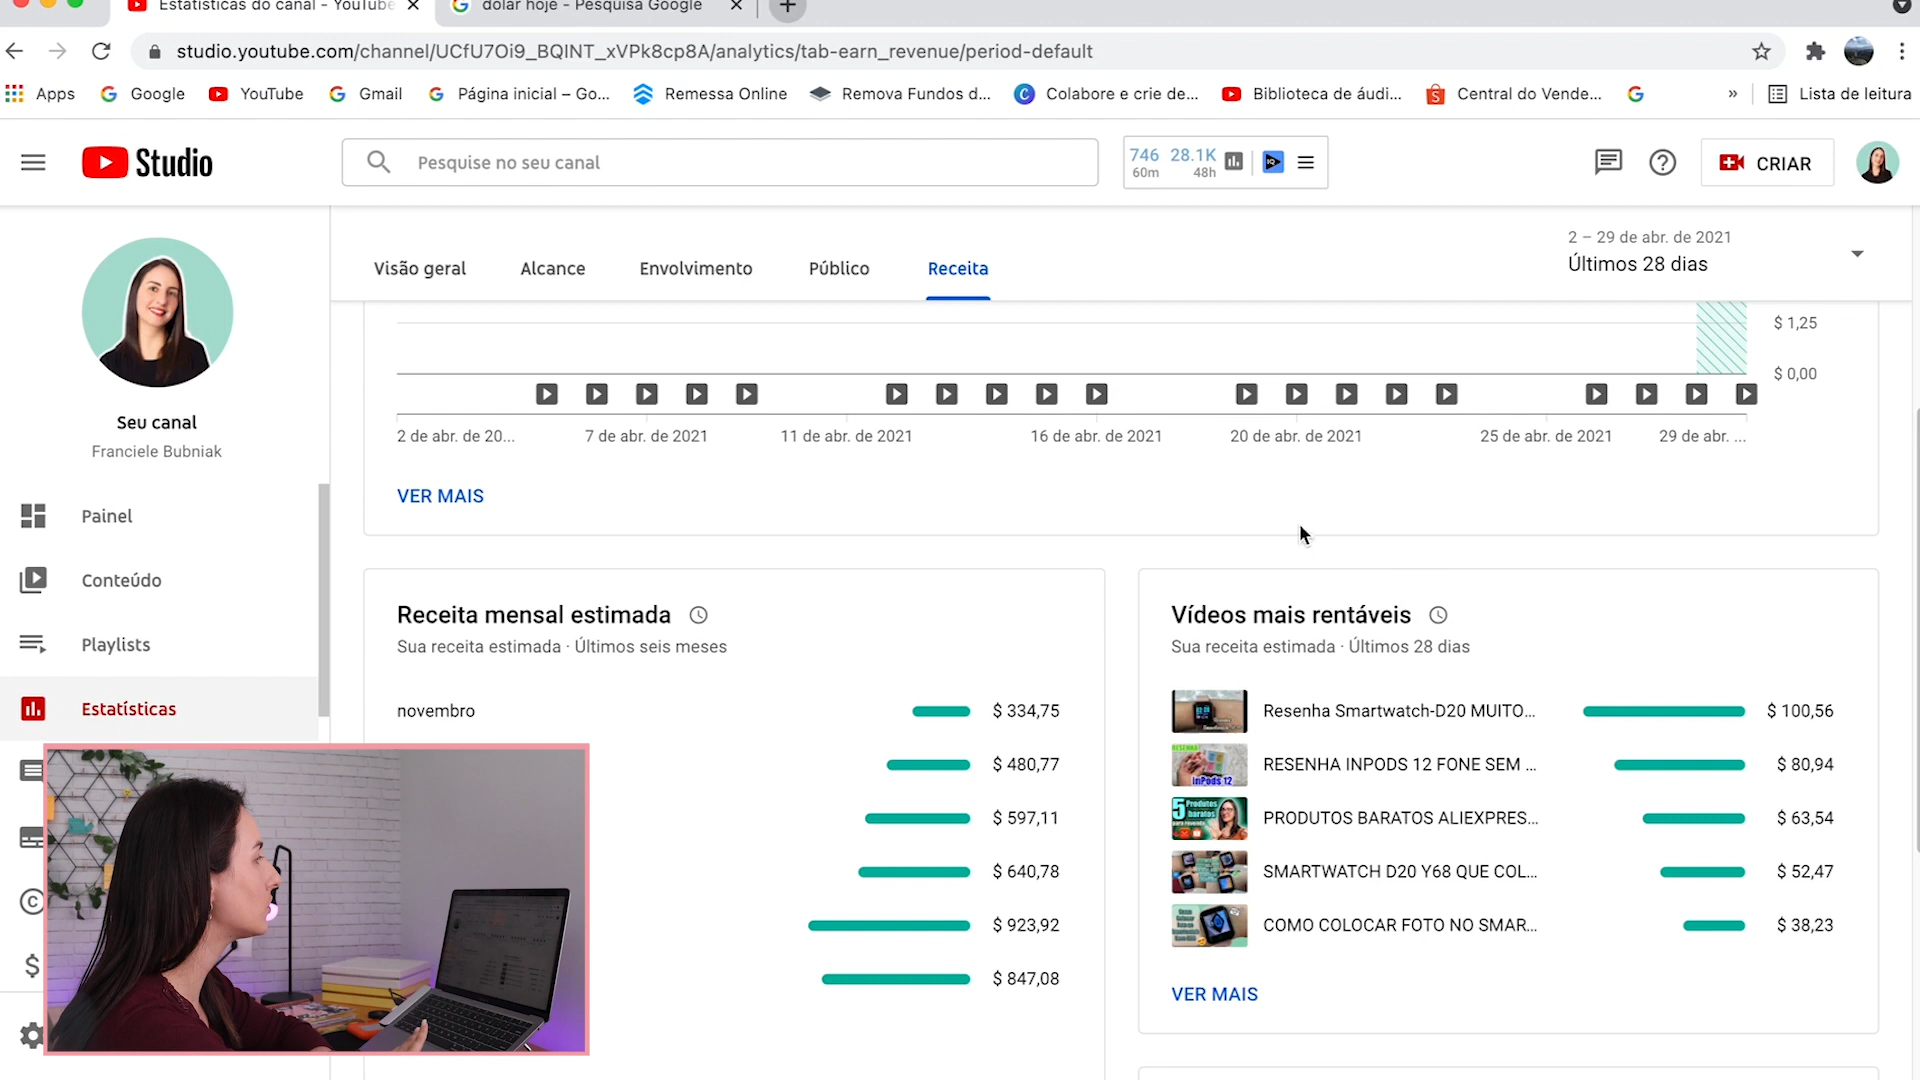 Estatísticas do canal - YouTube
dolar hoje - Pesquisa Google
studio.youtube.com/channel/UCfU7Oi9_BQINT_xVPk8cp8A/analytics/tab-earn_revenue/period-default
Apps Google YouTube Gmail Página inicial – Go... Remessa Online Remova Fundos d... Colabore e crie de... Biblioteca de áudi... Central do Vende... » Lista de leitura
Studio
Pesquise no seu canal
746 28.1K
60m 48h
CRIAR
Visão geral Alcance Envolvimento Público Receita
2 – 29 de abr. de 2021
Últimos 28 dias
Seu canal
Franciele Bubniak
Painel
Conteúdo
Playlists
Estatísticas
$ 1,25
$ 0,00
2 de abr. de 20... 7 de abr. de 2021 11 de abr. de 2021 16 de abr. de 2021 20 de abr. de 2021 25 de abr. de 2021 29 de abr. ...
VER MAIS
Receita mensal estimada
Sua receita estimada · Últimos seis meses
novembro $ 334,75
$ 480,77
$ 597,11
$ 640,78
$ 923,92
$ 847,08
Vídeos mais rentáveis
Sua receita estimada · Últimos 28 dias
Resenha Smartwatch-D20 MUITO... $ 100,56
RESENHA INPODS 12 FONE SEM ... $ 80,94
PRODUTOS BARATOS ALIEXPRES... $ 63,54
SMARTWATCH D20 Y68 QUE COL... $ 52,47
COMO COLOCAR FOTO NO SMAR... $ 38,23
VER MAIS
RESENHA
inPods 12
5 Produtos
baratos